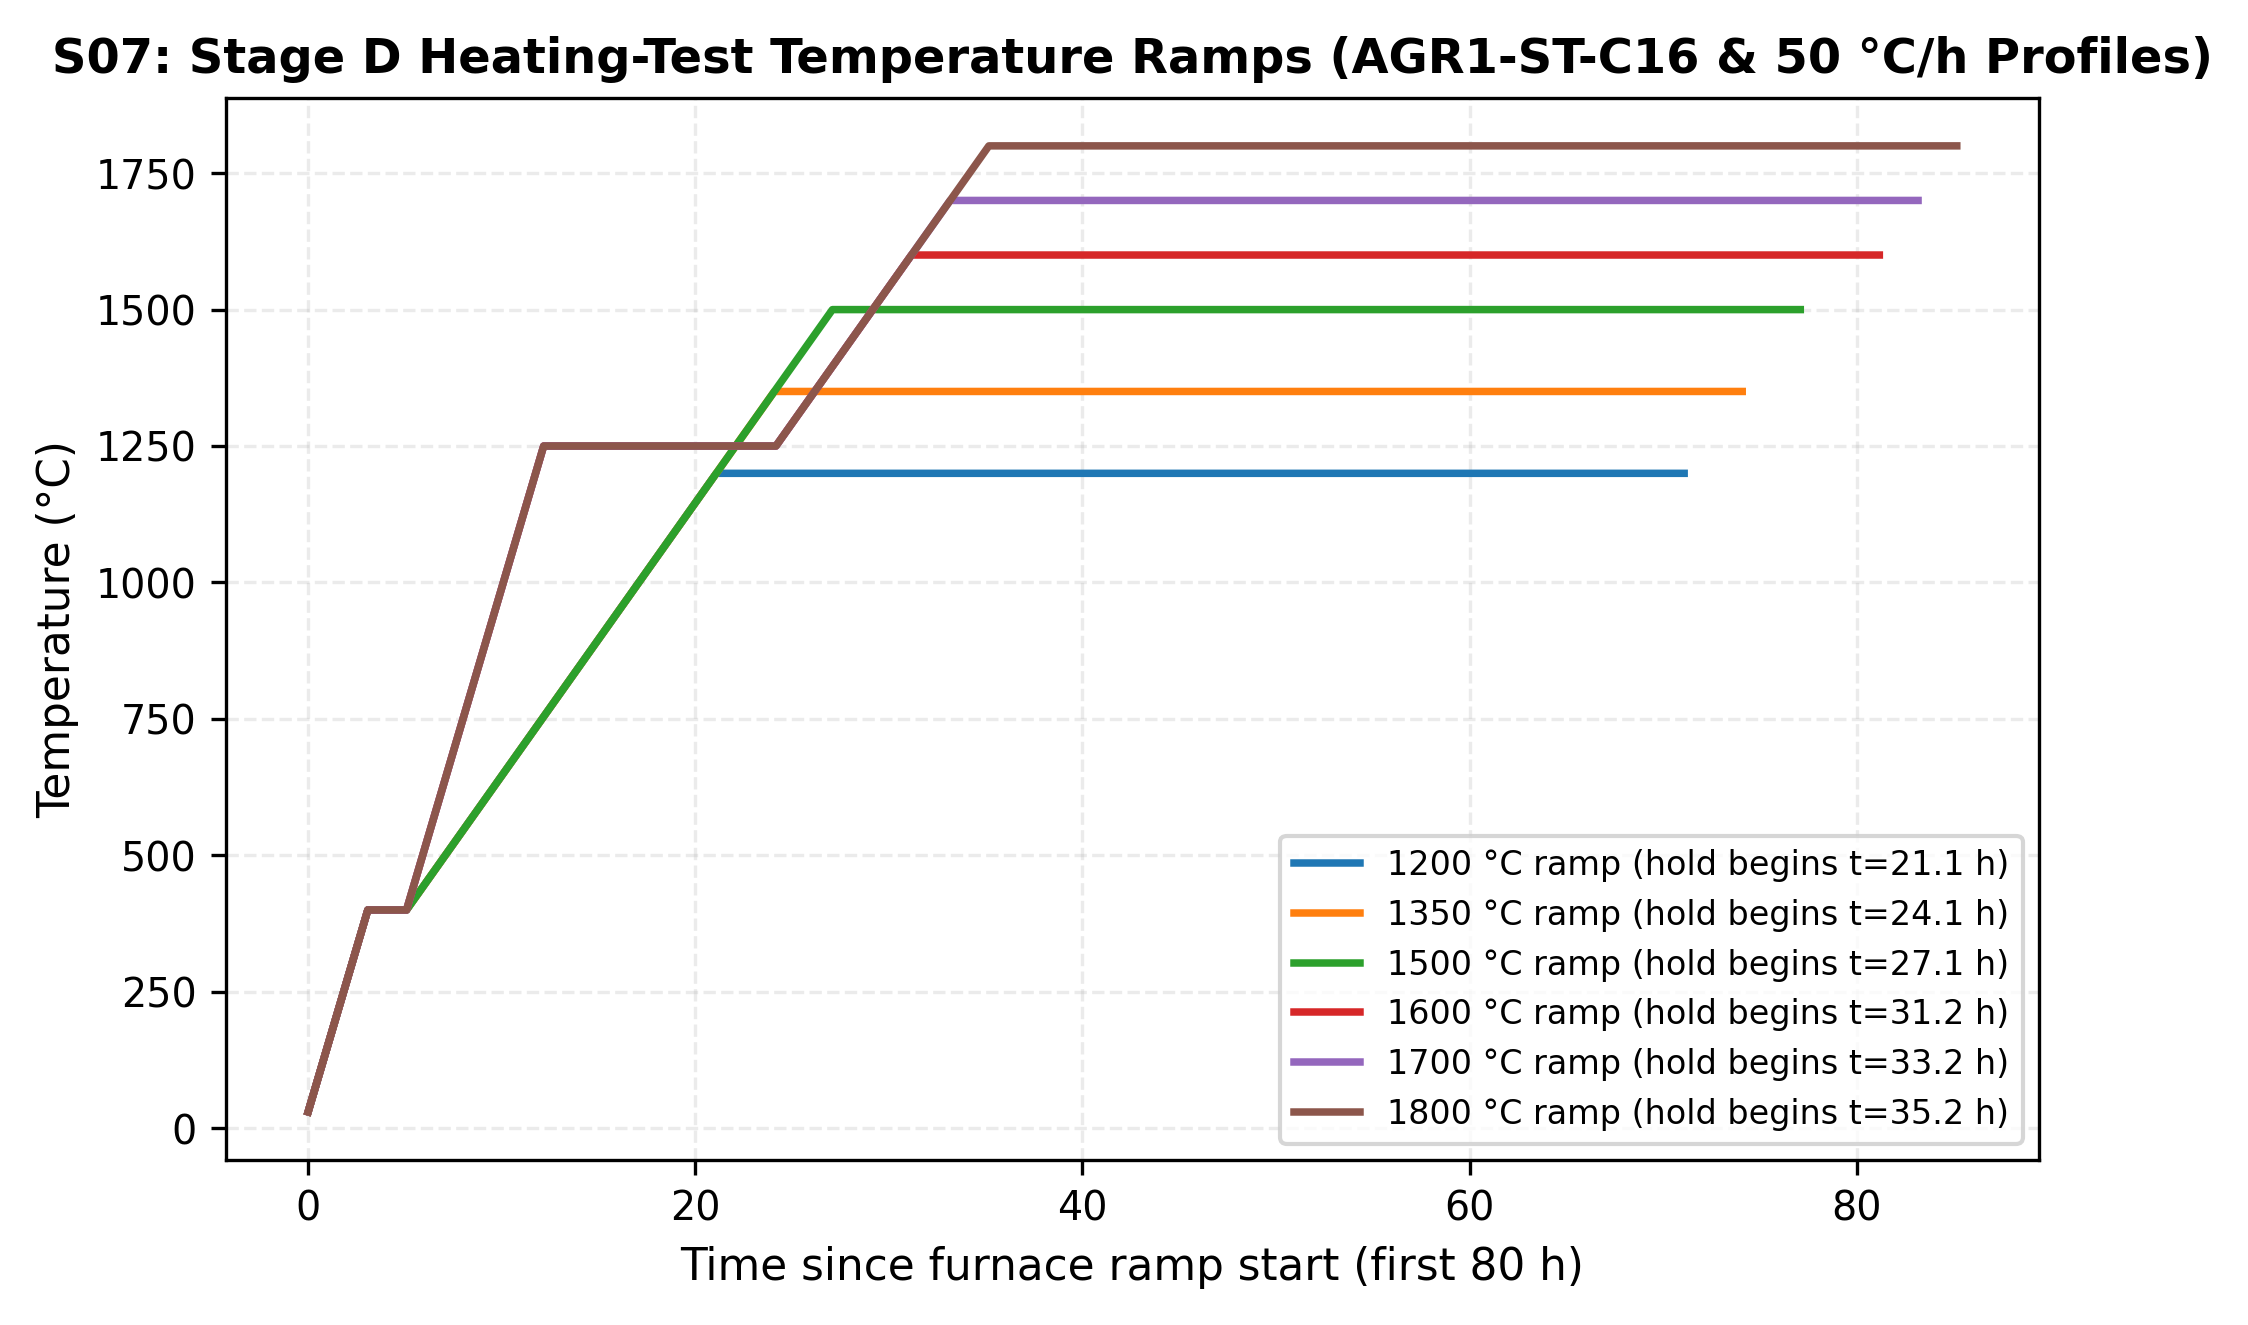 S07: Stage D Heating-Test Temperature Ramps (AGR1-ST-C16 & 50 °C/h Profiles)
Temperature (°C)
1750
1500
1250
1000
750
500
250
0
1200 °C ramp (hold begins t=21.1 h)
1350 °C ramp (hold begins t=24.1 h)
1500 °C ramp (hold begins t=27.1 h)
1600 °C ramp (hold begins t=31.2 h)
1700 °C ramp (hold begins t=33.2 h)
1800 °C ramp (hold begins t=35.2 h)
0 20 40 60 80
Time since furnace ramp start (first 80 h)